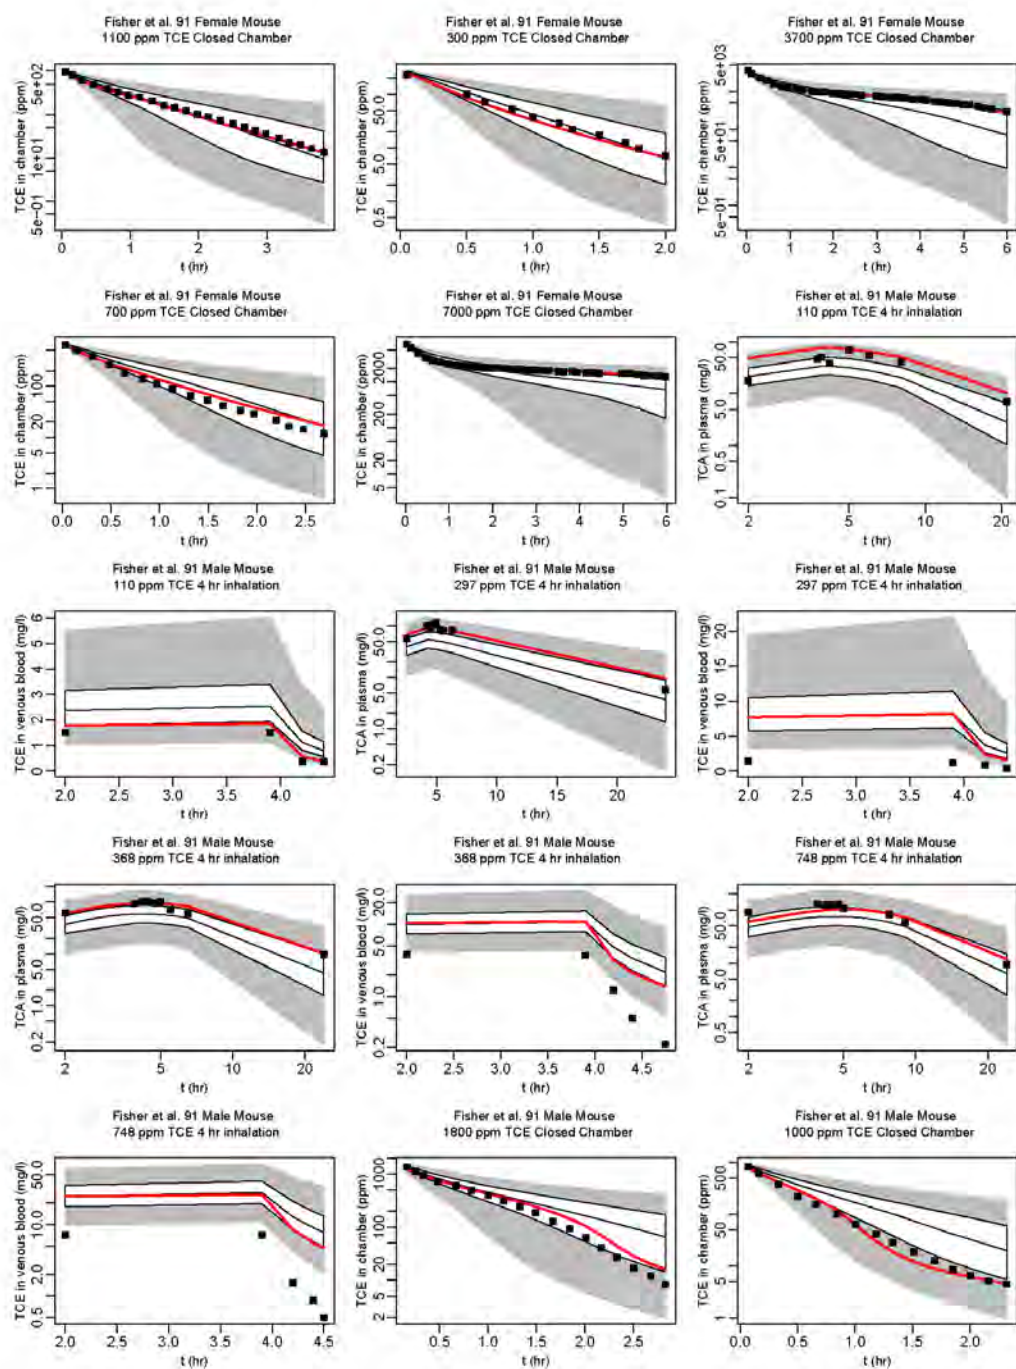 Fisher et al. 91 Female Mouse
1100 ppm TCE Closed Chamber
TCE in chamber (ppm)
5e+02
1e+01
5e−01
0 1 2 3
t (hr)
Fisher et al. 91 Female Mouse
300 ppm TCE Closed Chamber
TCE in chamber (ppm)
50.0
5.0
0.5
0.0 0.5 1.0 1.5 2.0
t (hr)
Fisher et al. 91 Female Mouse
3700 ppm TCE Closed Chamber
TCE in chamber (ppm)
5e+03
5e+01
5e−01
0 1 2 3 4 5 6
t (hr)
Fisher et al. 91 Female Mouse
700 ppm TCE Closed Chamber
TCE in chamber (ppm)
100
20
5
1
0.0 0.5 1.0 1.5 2.0 2.5
t (hr)
Fisher et al. 91 Female Mouse
7000 ppm TCE Closed Chamber
TCE in chamber (ppm)
2000
200
20
5
0 1 2 3 4 5 6
t (hr)
Fisher et al. 91 Male Mouse
110 ppm TCE 4 hr inhalation
TCA in plasma (mg/l)
50.0
5.0
0.5
0.1
2 5 10 20
t (hr)
Fisher et al. 91 Male Mouse
110 ppm TCE 4 hr inhalation
TCE in venous blood (mg/l)
6
5
4
3
2
1
0
2.0 2.5 3.0 3.5 4.0
t (hr)
Fisher et al. 91 Male Mouse
297 ppm TCE 4 hr inhalation
TCA in plasma (mg/l)
50.0
5.0
1.0
0.2
5 10 15 20
t (hr)
Fisher et al. 91 Male Mouse
297 ppm TCE 4 hr inhalation
TCE in venous blood (mg/l)
20
15
10
5
0
2.0 2.5 3.0 3.5 4.0
t (hr)
Fisher et al. 91 Male Mouse
368 ppm TCE 4 hr inhalation
TCA in plasma (mg/l)
50.0
5.0
1.0
0.2
2 5 10 20
t (hr)
Fisher et al. 91 Male Mouse
368 ppm TCE 4 hr inhalation
TCE in venous blood (mg/l)
20.0
5.0
1.0
0.2
2.0 2.5 3.0 3.5 4.0 4.5
t (hr)
Fisher et al. 91 Male Mouse
748 ppm TCE 4 hr inhalation
TCA in plasma (mg/l)
50.0
5.0
0.5
2 5 10 20
t (hr)
Fisher et al. 91 Male Mouse
748 ppm TCE 4 hr inhalation
TCE in venous blood (mg/l)
50.0
10.0
2.0
0.5
2.0 2.5 3.0 3.5 4.0 4.5
t (hr)
Fisher et al. 91 Male Mouse
1800 ppm TCE Closed Chamber
TCE in chamber (ppm)
1000
100
20
5
2
0.5 1.0 1.5 2.0 2.5
t (hr)
Fisher et al. 91 Male Mouse
1000 ppm TCE Closed Chamber
TCE in chamber (ppm)
500
50
5
1
0.0 0.5 1.0 1.5 2.0
t (hr)